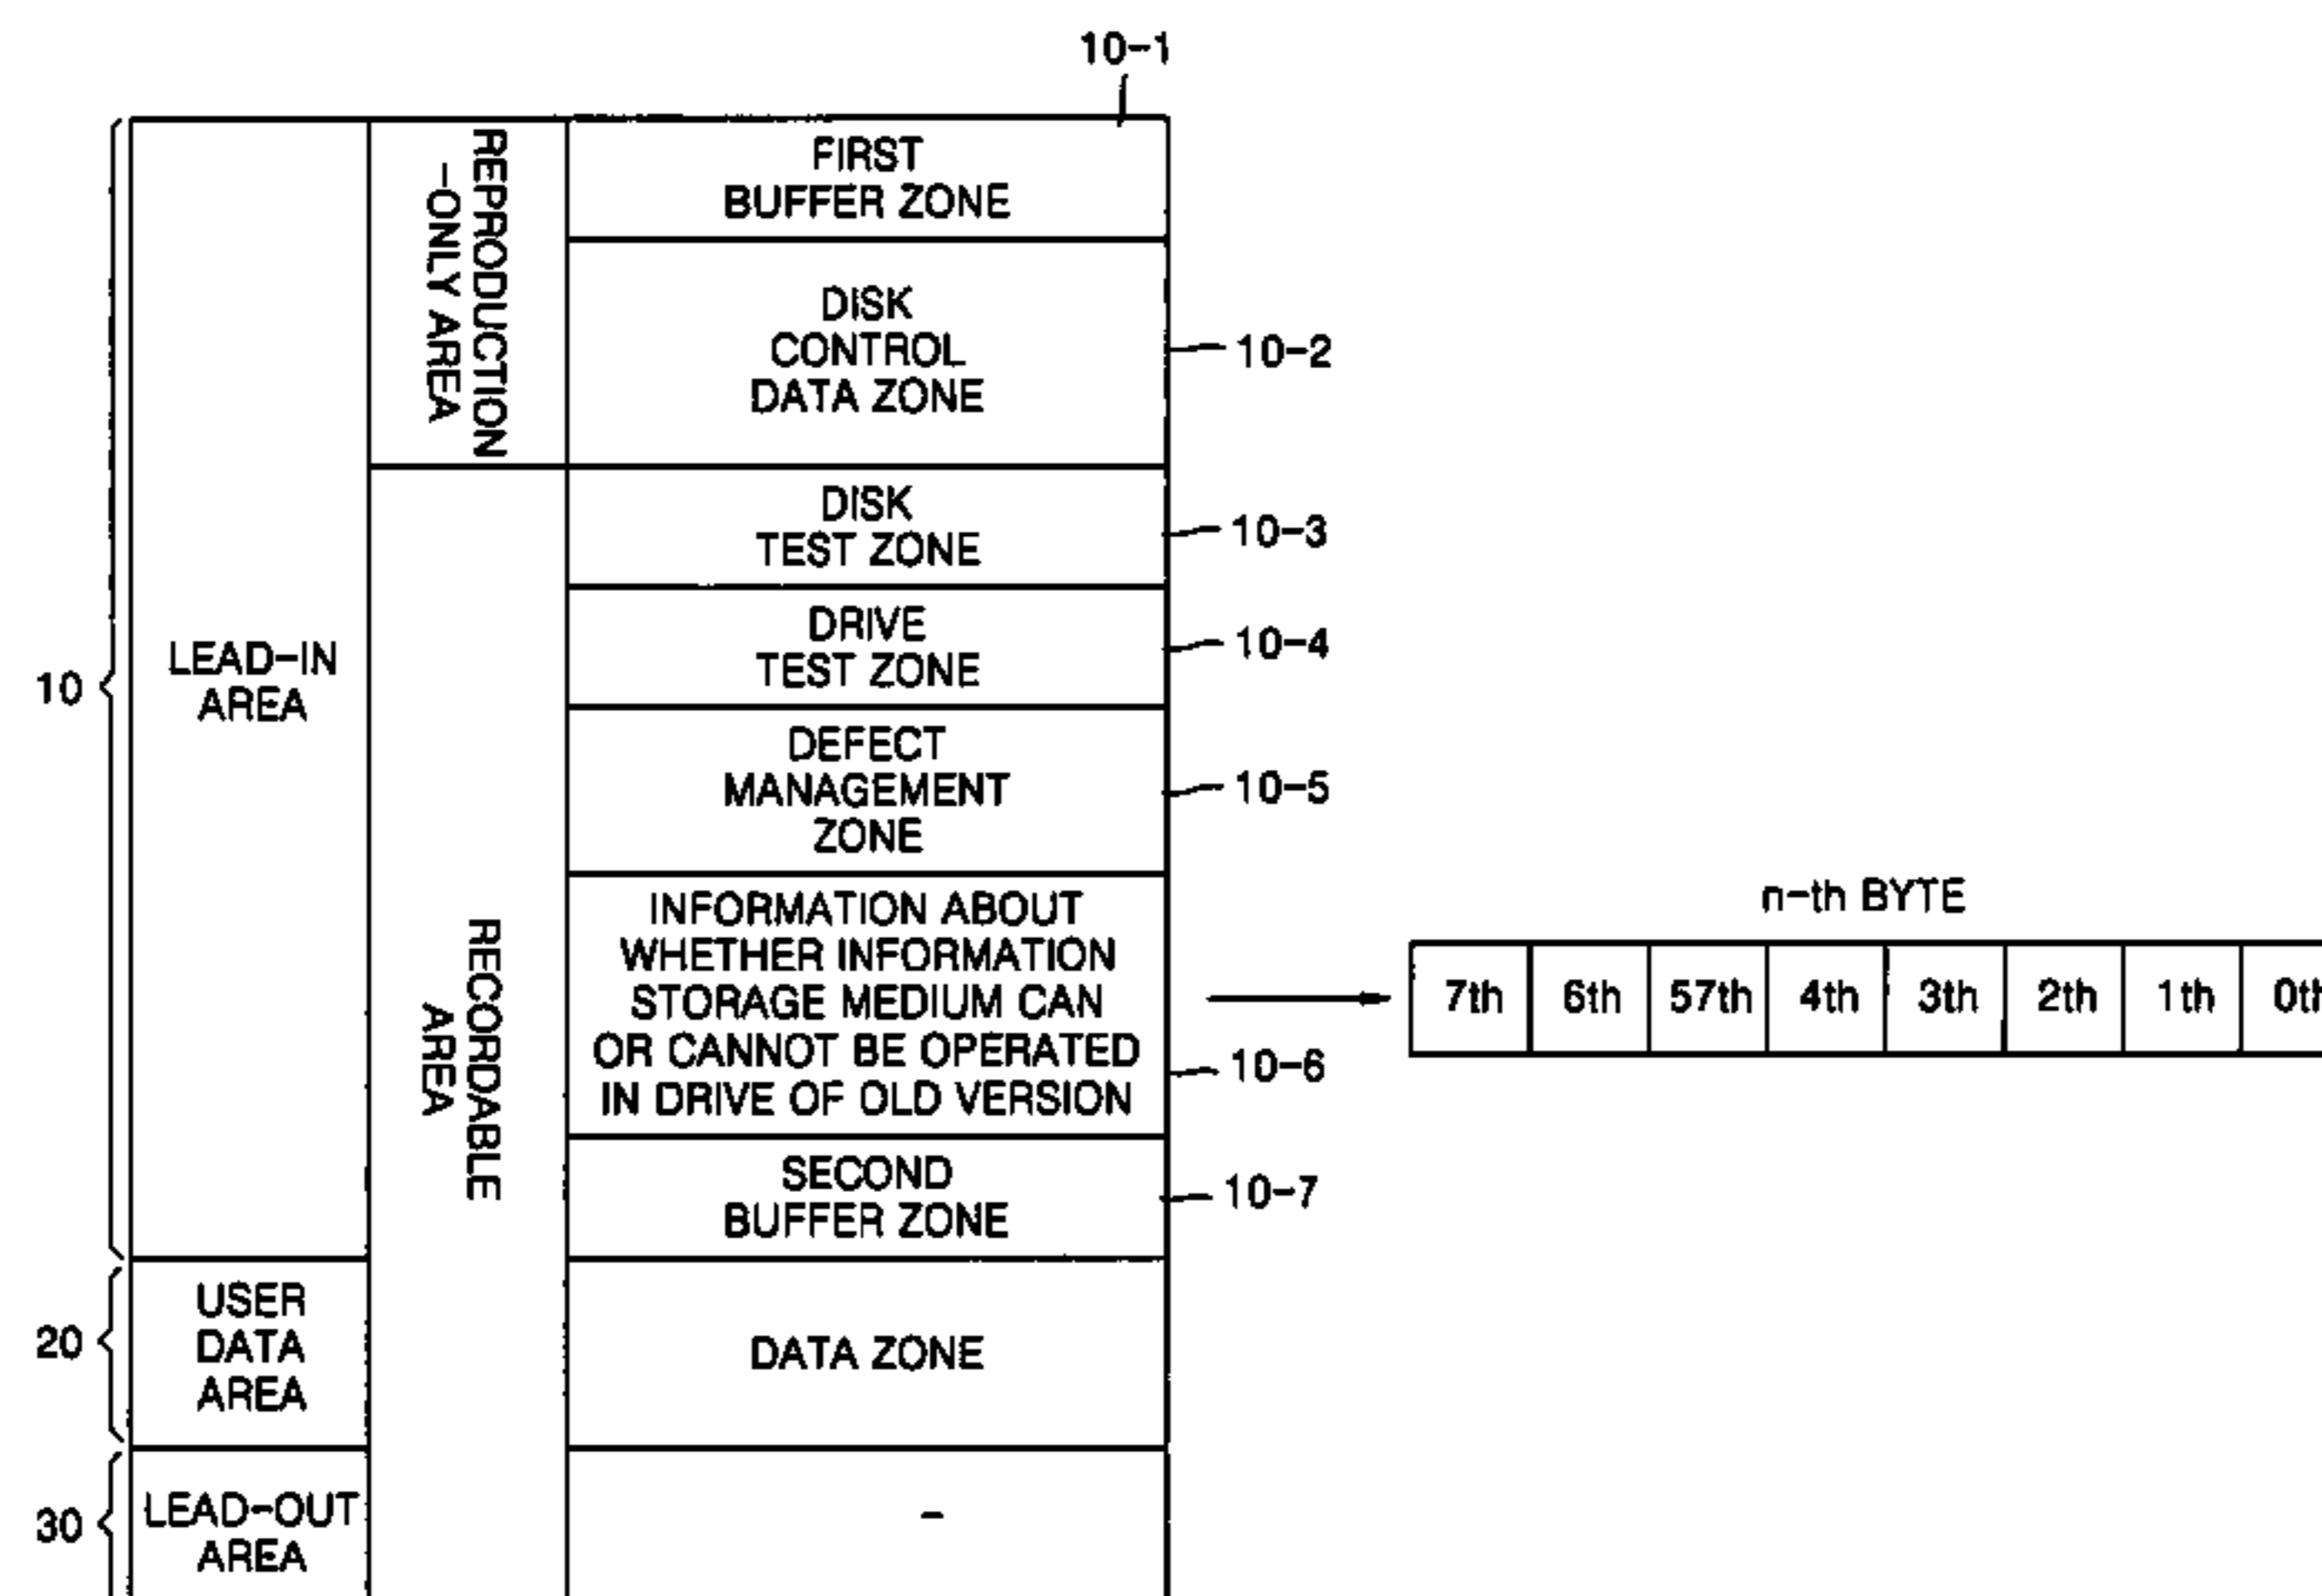 10-1
FIRST
BUFFER ZONE
REPRODUCTION
-ONLY AREA
DISK
CONTROL
DATA ZONE
10-2
DISK
TEST ZONE
10-3
DRIVE
TEST ZONE
10-4
10
LEAD-IN
AREA
DEFECT
MANAGEMENT
ZONE
10-5
INFORMATION ABOUT
WHETHER INFORMATION
STORAGE MEDIUM CAN
OR CANNOT BE OPERATED
IN DRIVE OF OLD VERSION
10-6
n-th BYTE
7th 6th 57th 4th 3th 2th 1th 0th
RECORDABLE
AREA
SECOND
BUFFER ZONE
10-7
20
USER
DATA
AREA
DATA ZONE
30
LEAD-OUT
AREA
-